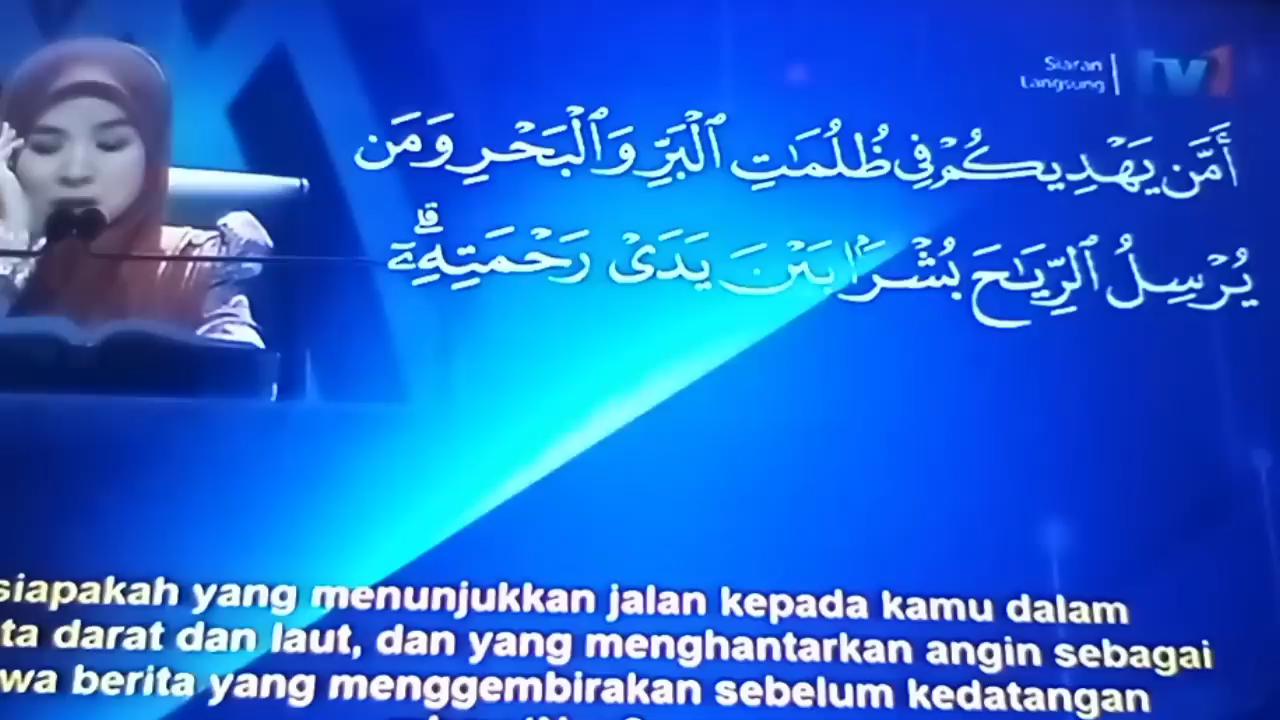 Siaran
Langsung
tv1
أَمَّن يَهْدِيكُمْ فِي ظُلُمَٰتِ ٱلْبَرِّ وَٱلْبَحْرِ وَمَن
يُرْسِلُ ٱلرِّيَٰحَ بُشْرًۢا بَيْنَ يَدَىْ رَحْمَتِهِۦٓ ۗ
siapakah yang menunjukkan jalan kepada kamu dalam
ta darat dan laut, dan yang menghantarkan angin sebagai
wa berita yang menggembirakan sebelum kedatangan